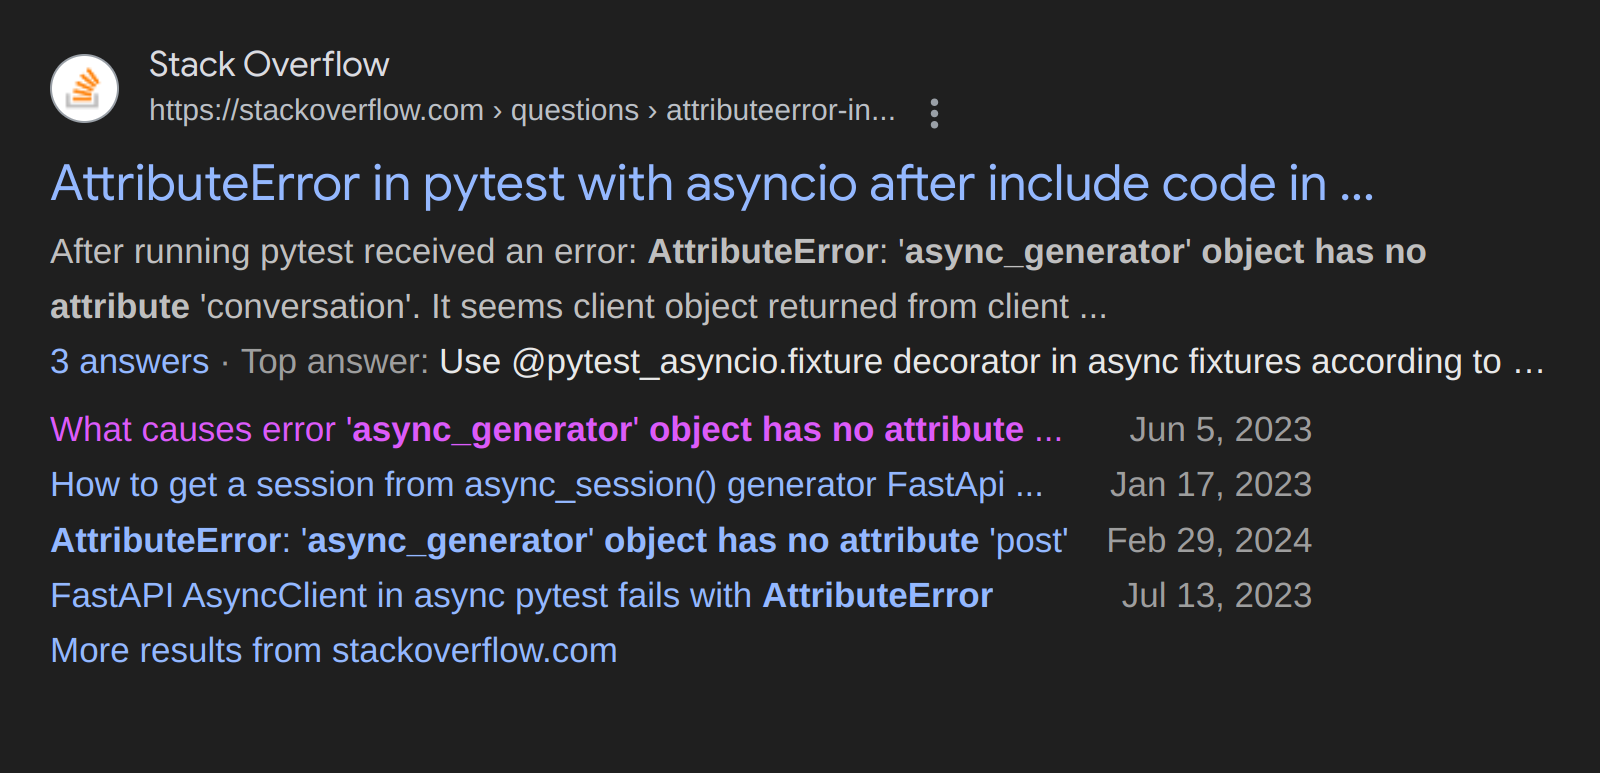 Stack Overflow
https://stackoverflow.com › questions › attributeerror-in...
AttributeError in pytest with asyncio after include code in ...
After running pytest received an error: AttributeError: 'async_generator' object has no
attribute 'conversation'. It seems client object returned from client ...
3 answers · Top answer: Use @pytest_asyncio.fixture decorator in async fixtures according to ...
What causes error 'async_generator' object has no attribute ... Jun 5, 2023
How to get a session from async_session() generator FastApi ... Jan 17, 2023
AttributeError: 'async_generator' object has no attribute 'post' Feb 29, 2024
FastAPI AsyncClient in async pytest fails with AttributeError Jul 13, 2023
More results from stackoverflow.com